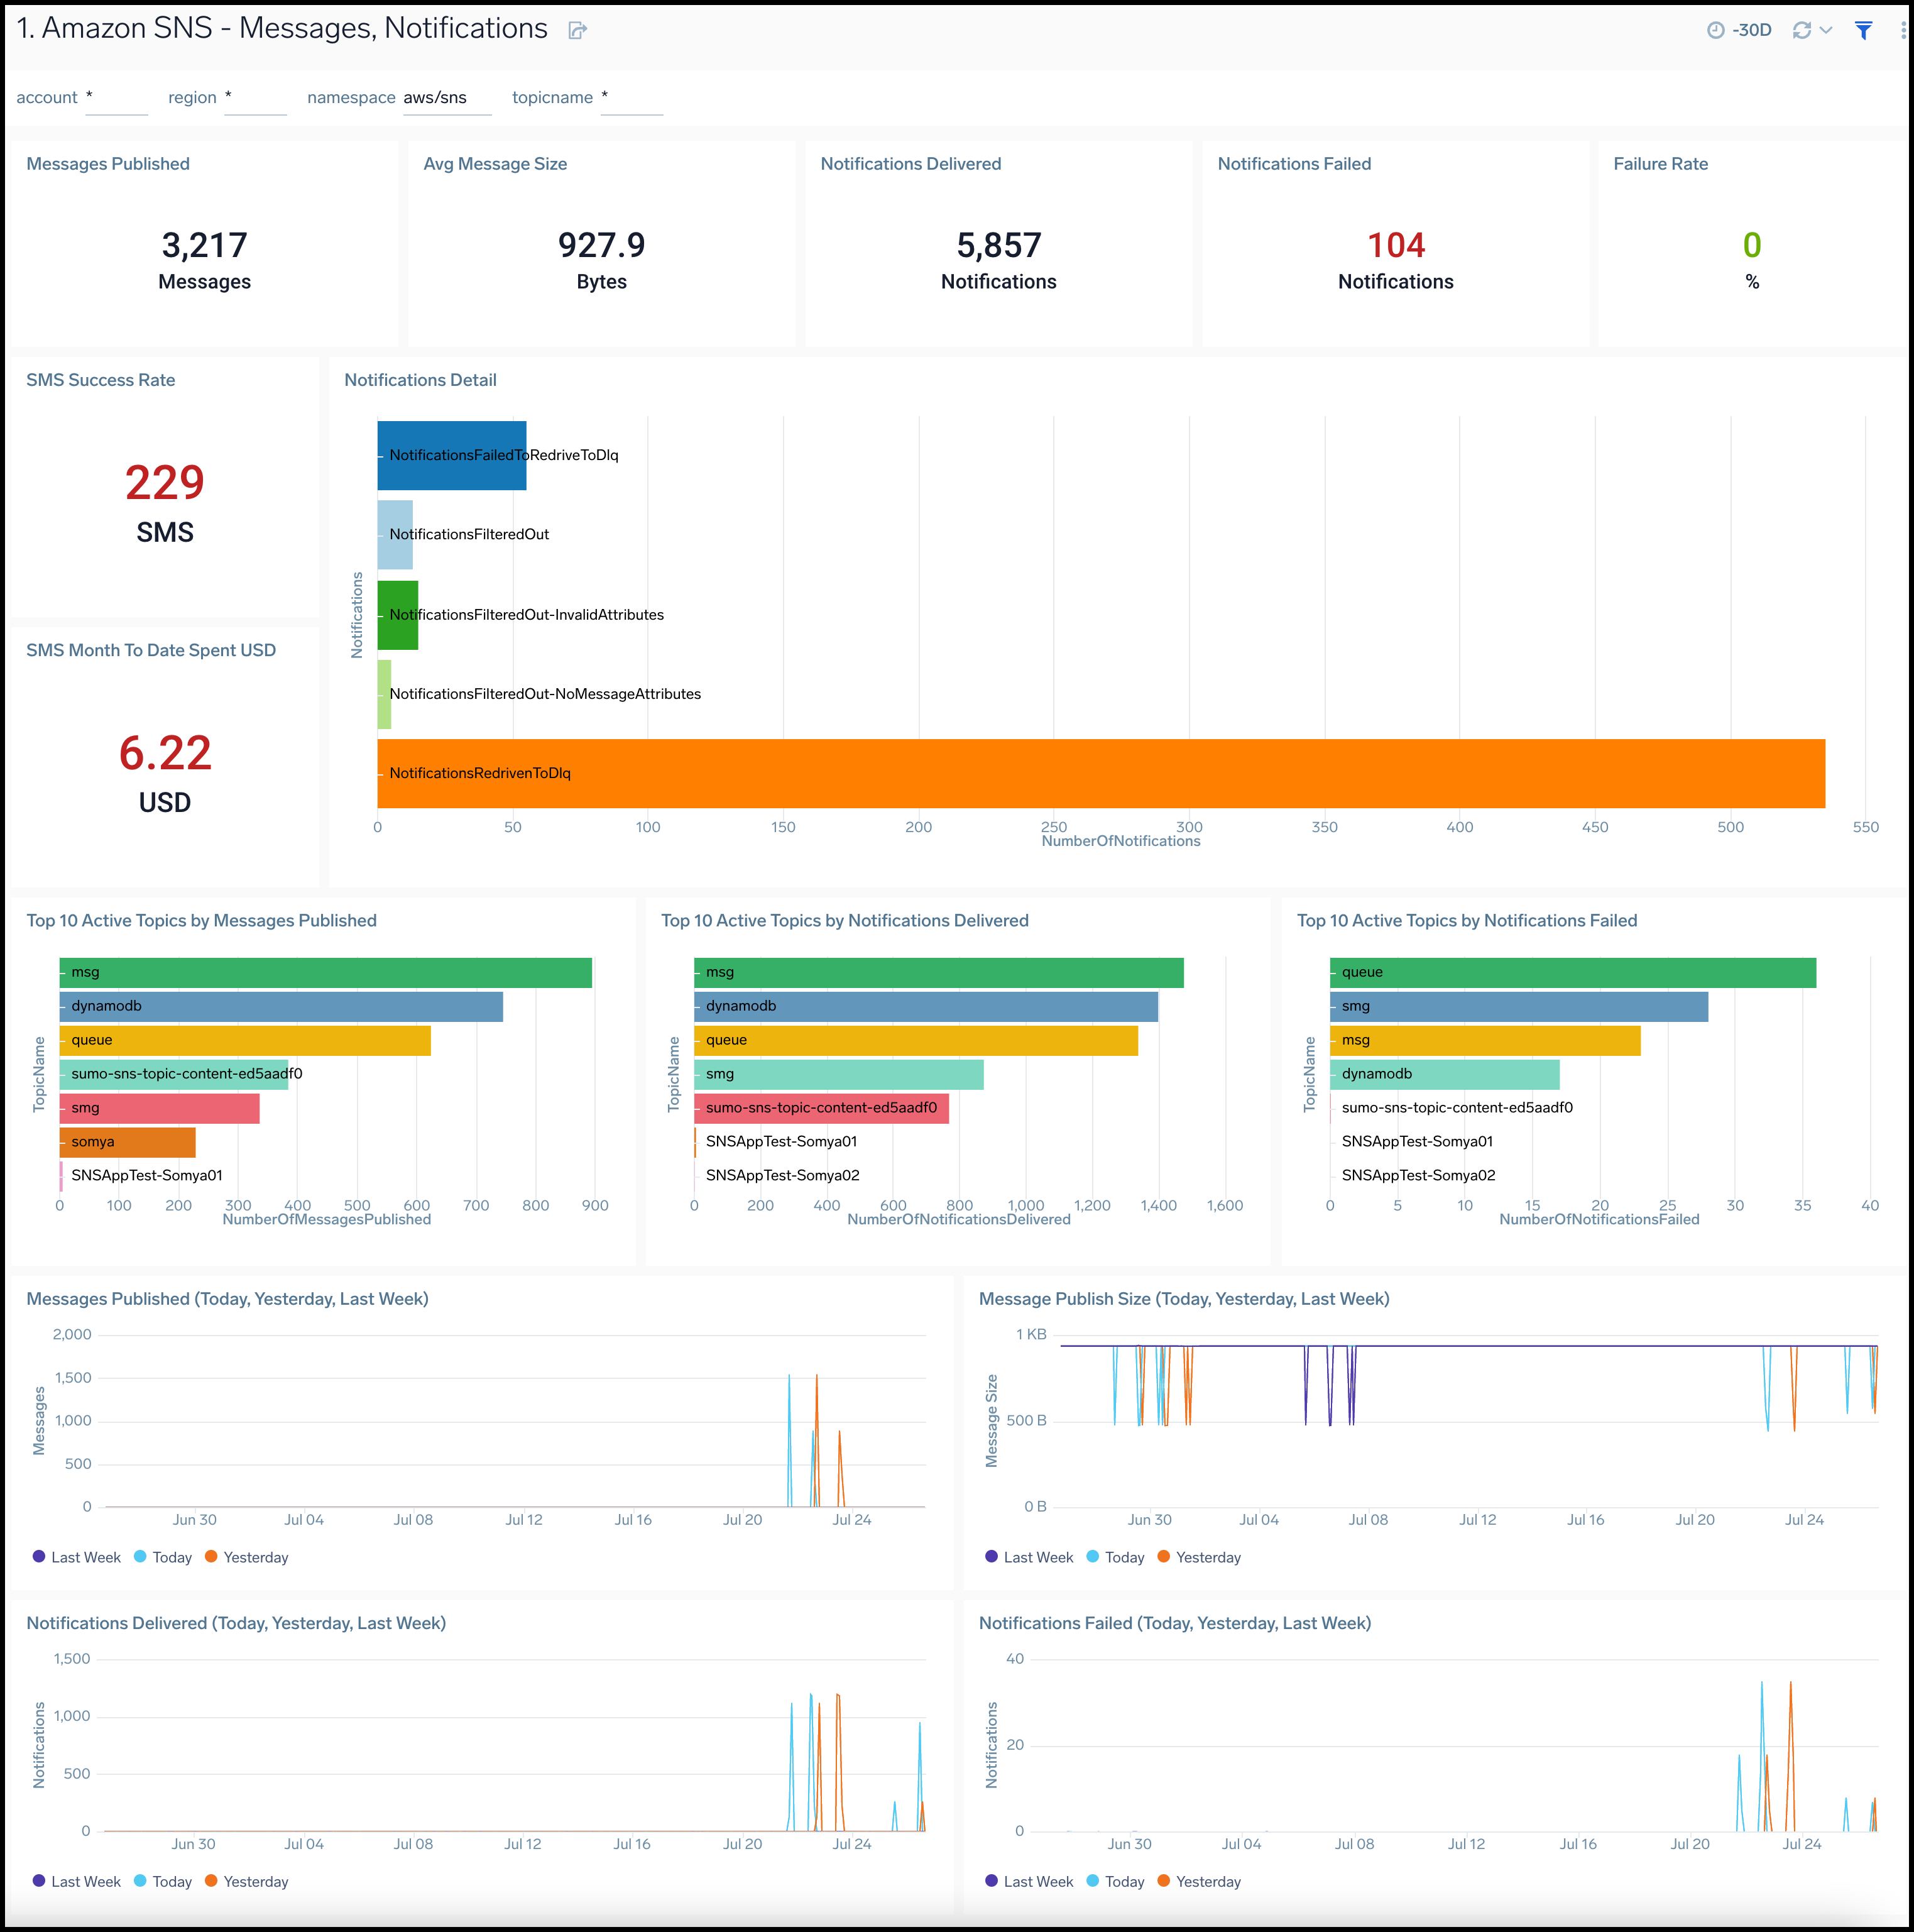 1. Amazon SNS - Messages, Notifications
-30D
account * region * namespace aws/sns topicname *
Messages Published
3,217
Messages
Avg Message Size
927.9
Bytes
Notifications Delivered
5,857
Notifications
Notifications Failed
104
Notifications
Failure Rate
0
%
SMS Success Rate
229
SMS
SMS Month To Date Spent USD
6.22
USD
Notifications Detail
Notifications
NotificationsFailedToRedriveToDlq
NotificationsFilteredOut
NotificationsFilteredOut-InvalidAttributes
NotificationsFilteredOut-NoMessageAttributes
NotificationsRedrivenToDlq
0 50 100 150 200 250 300 350 400 450 500 550
NumberOfNotifications
Top 10 Active Topics by Messages Published
TopicName
msg
dynamodb
queue
sumo-sns-topic-content-ed5aadf0
smg
somya
SNSAppTest-Somya01
0 100 200 300 400 500 600 700 800 900
NumberOfMessagesPublished
Top 10 Active Topics by Notifications Delivered
TopicName
msg
dynamodb
queue
smg
sumo-sns-topic-content-ed5aadf0
SNSAppTest-Somya01
SNSAppTest-Somya02
0 200 400 600 800 1,000 1,200 1,400 1,600
NumberOfNotificationsDelivered
Top 10 Active Topics by Notifications Failed
TopicName
queue
smg
msg
dynamodb
sumo-sns-topic-content-ed5aadf0
SNSAppTest-Somya01
SNSAppTest-Somya02
0 5 10 15 20 25 30 35 40
NumberOfNotificationsFailed
Messages Published (Today, Yesterday, Last Week)
Messages
2,000
1,500
1,000
500
0
Jun 30 Jul 04 Jul 08 Jul 12 Jul 16 Jul 20 Jul 24
Last Week Today Yesterday
Message Publish Size (Today, Yesterday, Last Week)
Message Size
1 KB
500 B
0 B
Jun 30 Jul 04 Jul 08 Jul 12 Jul 16 Jul 20 Jul 24
Last Week Today Yesterday
Notifications Delivered (Today, Yesterday, Last Week)
Notifications
1,500
1,000
500
0
Jun 30 Jul 04 Jul 08 Jul 12 Jul 16 Jul 20 Jul 24
Last Week Today Yesterday
Notifications Failed (Today, Yesterday, Last Week)
Notifications
40
20
0
Jun 30 Jul 04 Jul 08 Jul 12 Jul 16 Jul 20 Jul 24
Last Week Today Yesterday